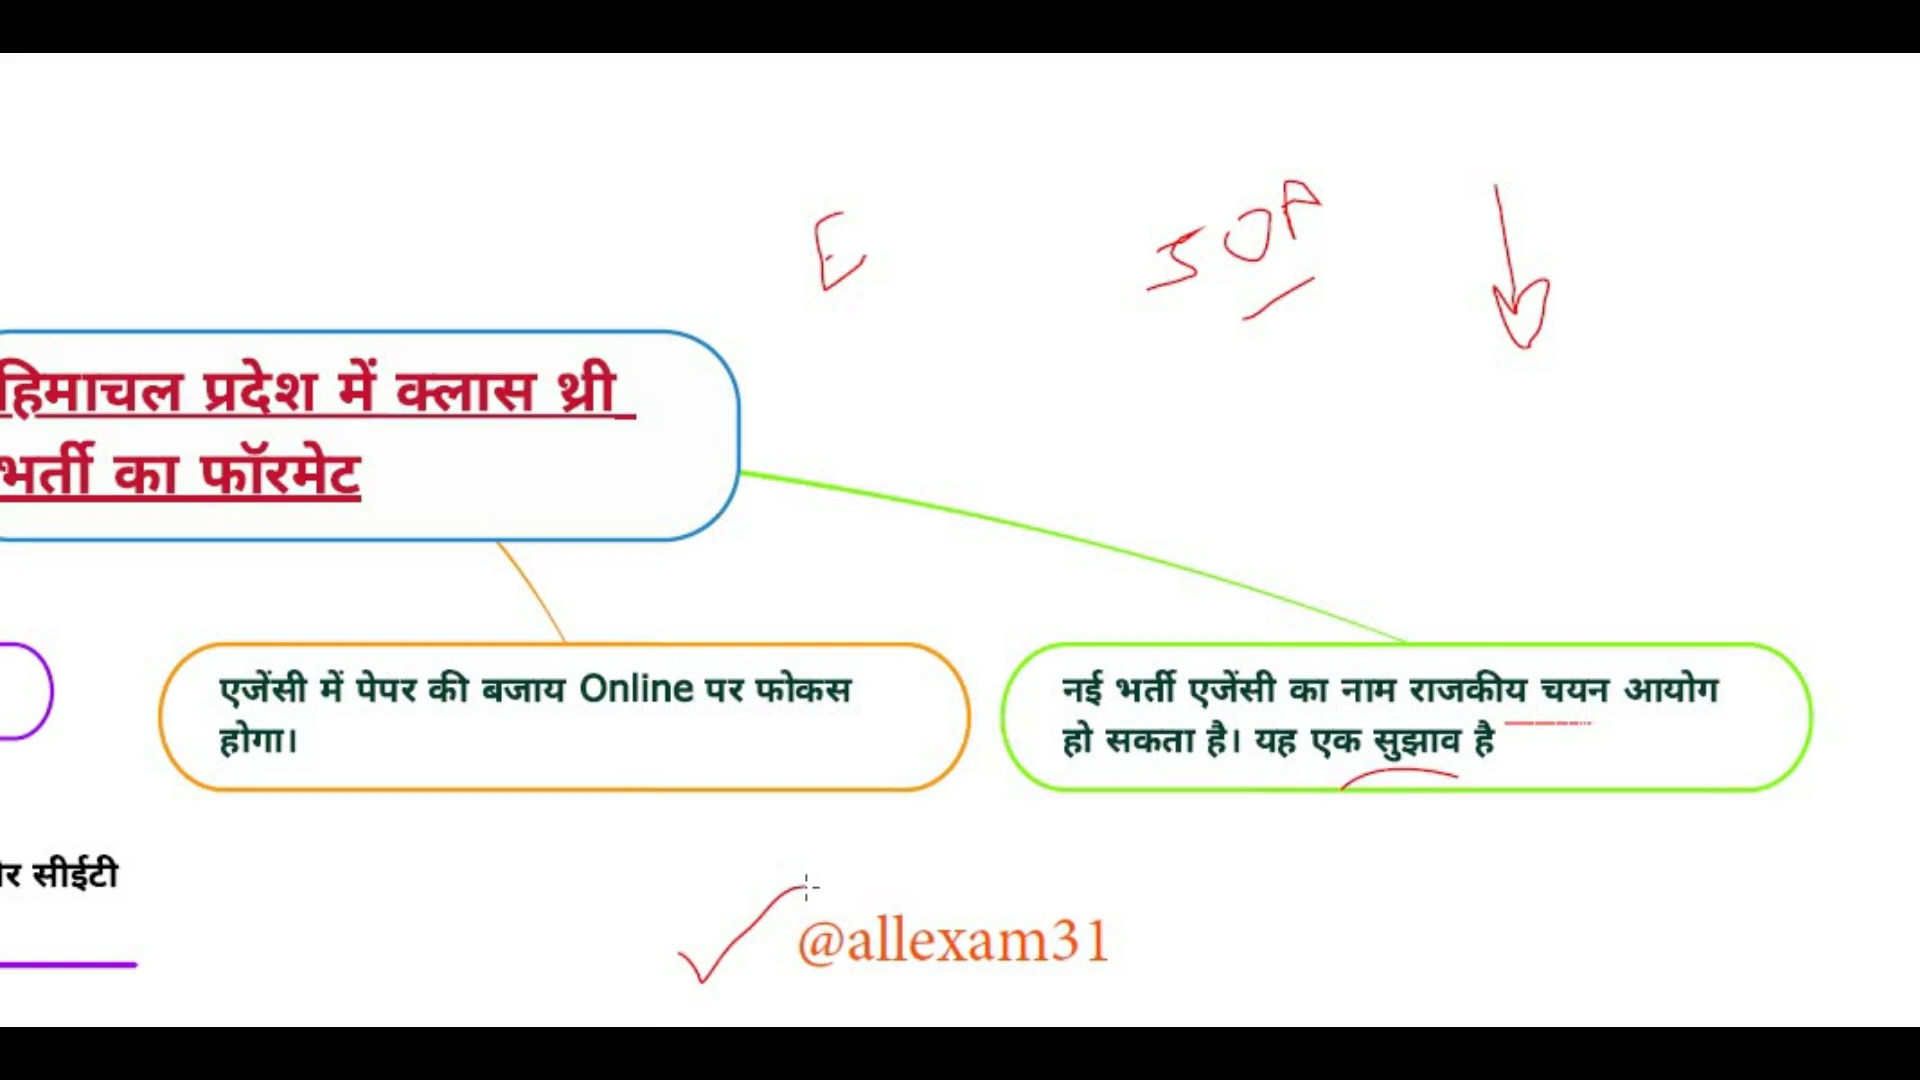 E
JOA
हिमाचल प्रदेश में क्लास थ्री
भर्ती का फॉरमेट
एजेंसी में पेपर की बजाय Online पर फोकस
होगा।
नई भर्ती एजेंसी का नाम राजकीय चयन आयोग
हो सकता है। यह एक सुझाव है
सीईटी
@allexam31